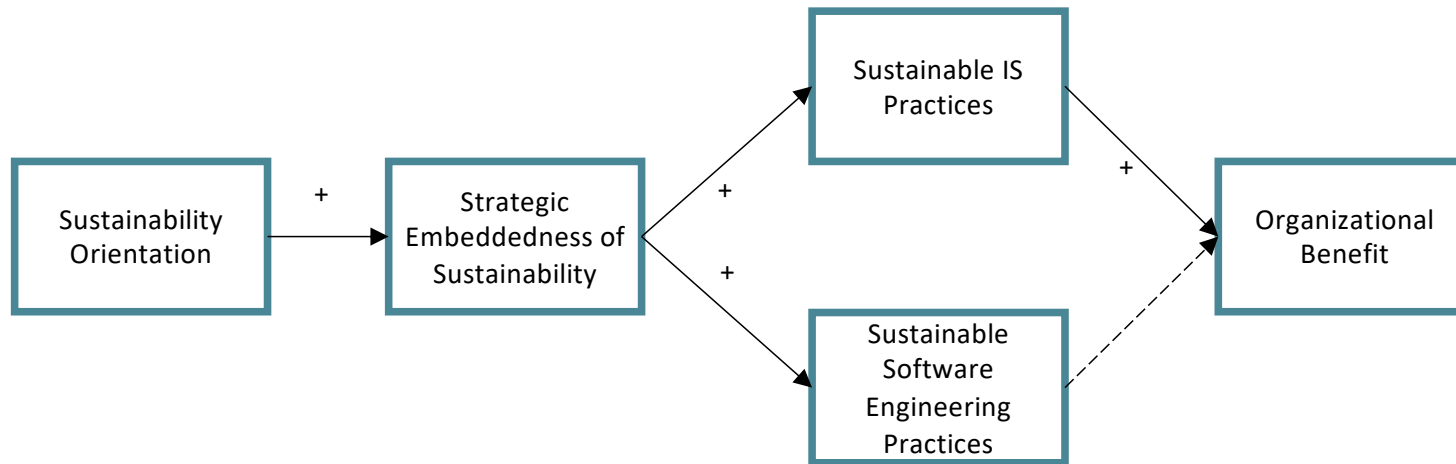 Sustainability
Orientation
+
Strategic
Embeddedness of
Sustainability
+
+
Sustainable IS
Practices
Sustainable
Software
Engineering
Practices
+
Organizational
Benefit